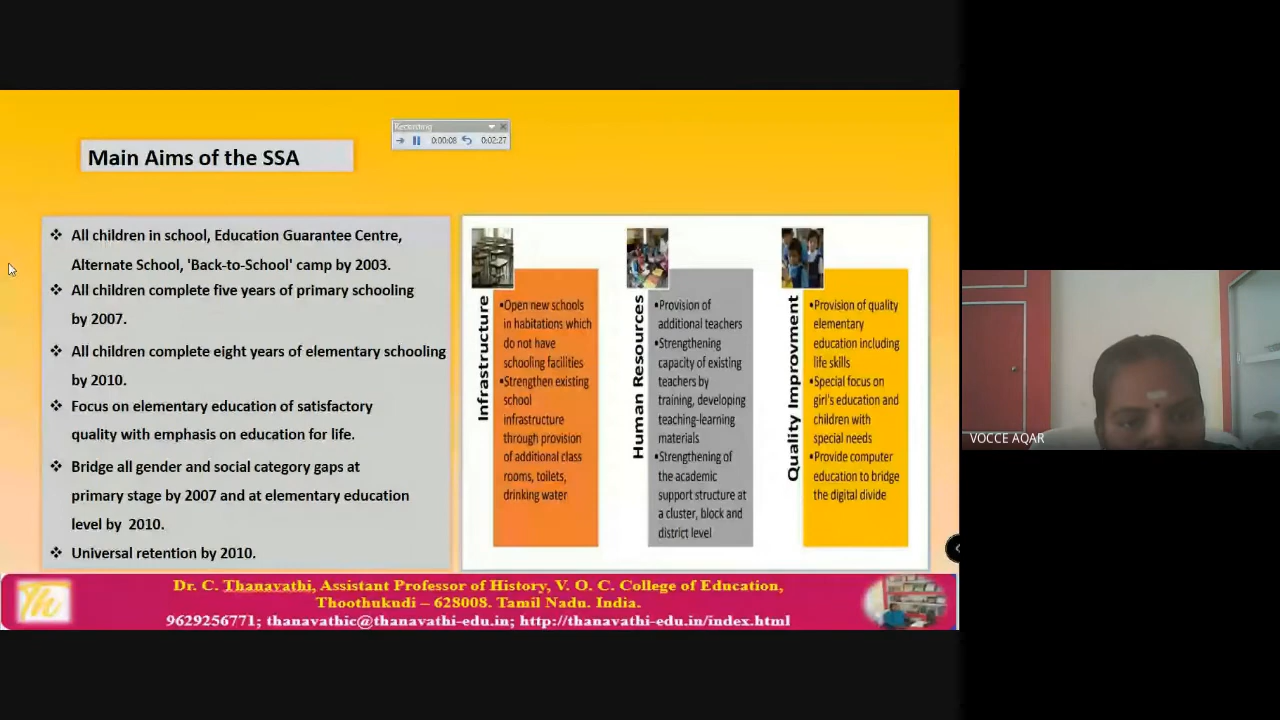 Recording
0:00:08 0:02:27
Main Aims of the SSA
❖ All children in school, Education Guarantee Centre,
Alternate School, 'Back-to-School' camp by 2003.
❖ All children complete five years of primary schooling
by 2007.
❖ All children complete eight years of elementary schooling
by 2010.
❖ Focus on elementary education of satisfactory
quality with emphasis on education for life.
❖ Bridge all gender and social category gaps at
primary stage by 2007 and at elementary education
level by 2010.
❖ Universal retention by 2010.
Infrastructure
•Open new schools
in habitations which
do not have
schooling facilities
•Strengthen existing
school
infrastructure
through provision
of additional class
rooms, toilets,
drinking water
Human Resources
•Provision of
additional teachers
•Strengthening
capacity of existing
teachers by
training, developing
teaching-learning
materials
•Strengthening of
the academic
support structure at
a cluster, block and
district level
Quality Improvment
•Provision of quality
elementary
education including
life skills
•Special focus on
girl's education and
children with
special needs
•Provide computer
education to bridge
the digital divide
Th
Dr. C. Thanavathi, Assistant Professor of History, V. O. C. College of Education,
Thoothukudi – 628008. Tamil Nadu. India.
9629256771; thanavathic@thanavathi-edu.in; http://thanavathi-edu.in/index.html
VOCCE AQAR